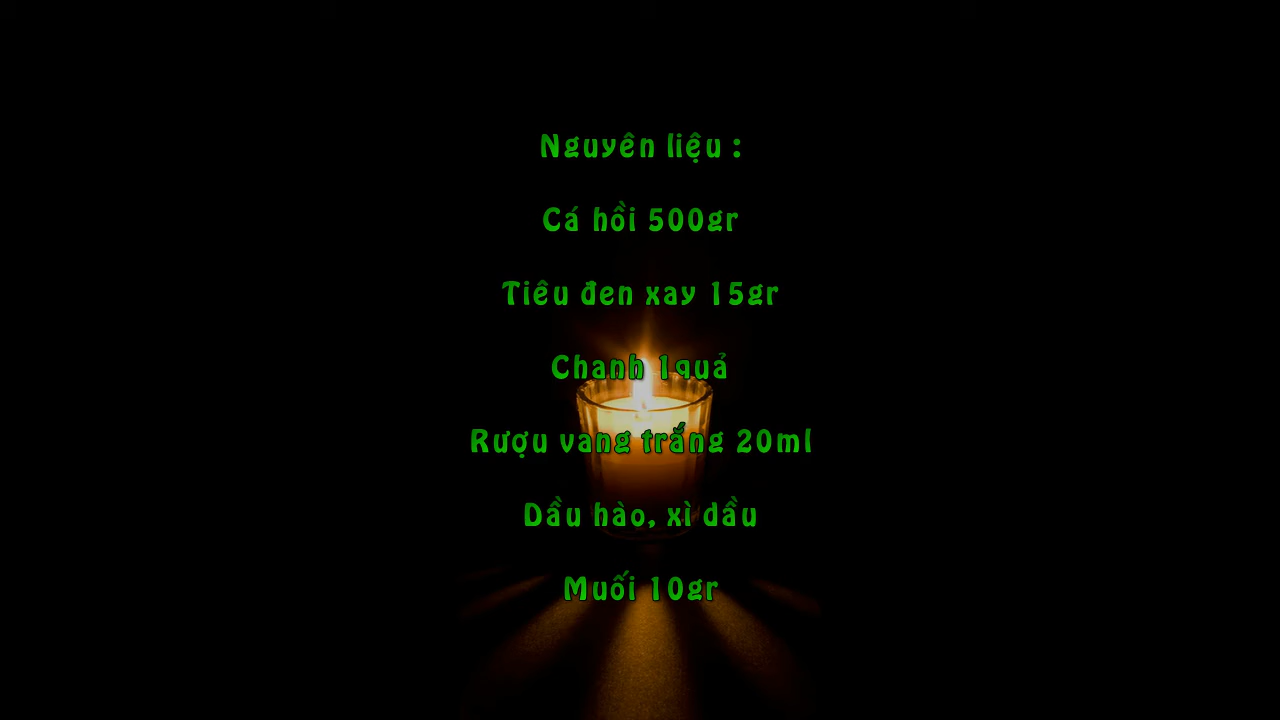 Nguyên liệu :
Cá hồi 500gr
Tiêu đen xay 15gr
Chanh 1quả
Rượu vang trắng 20ml
Dầu hào, xì dầu
Muối 10gr